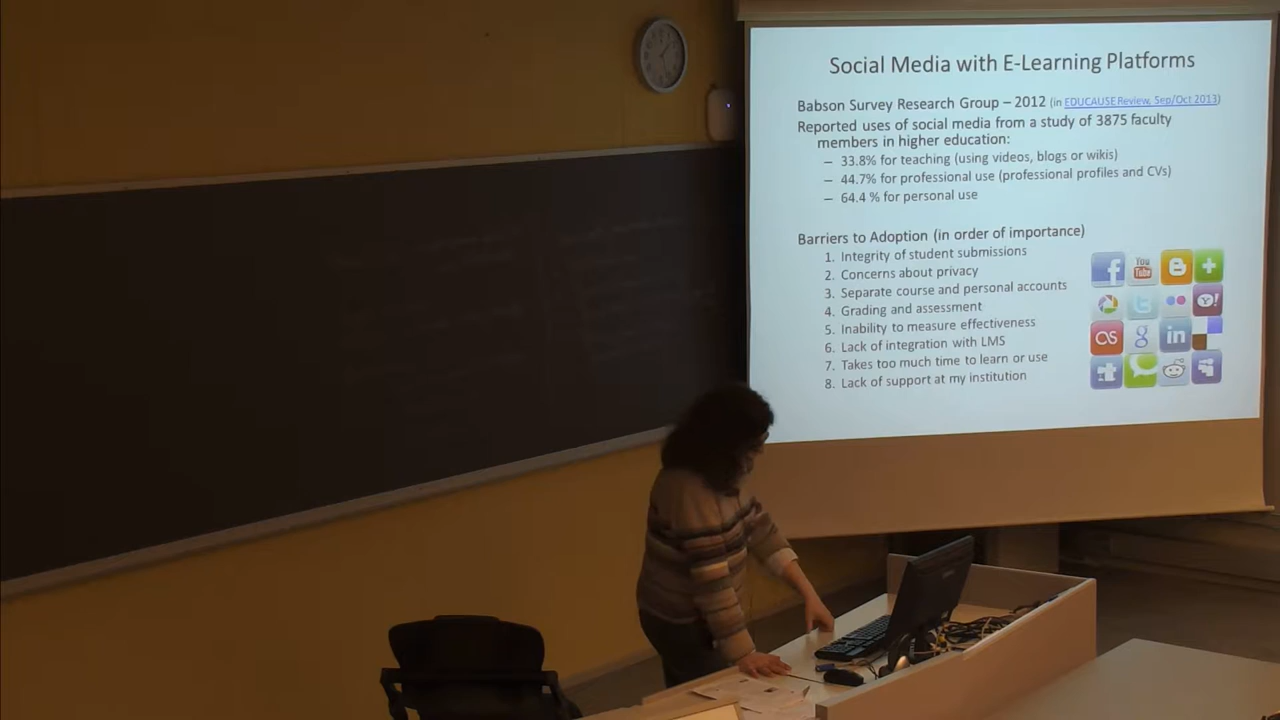 Social Media with E-Learning Platforms
Babson Survey Research Group – 2012 (in EDUCAUSE Review, Sep/Oct 2013)
Reported uses of social media from a study of 3875 faculty
members in higher education:
– 33.8% for teaching (using videos, blogs or wikis)
– 44.7% for professional use (professional profiles and CVs)
– 64.4 % for personal use
Barriers to Adoption (in order of importance)
1. Integrity of student submissions
2. Concerns about privacy
3. Separate course and personal accounts
4. Grading and assessment
5. Inability to measure effectiveness
6. Lack of integration with LMS
7. Takes too much time to learn or use
8. Lack of support at my institution
f You Tube B +
t Y!
os g in